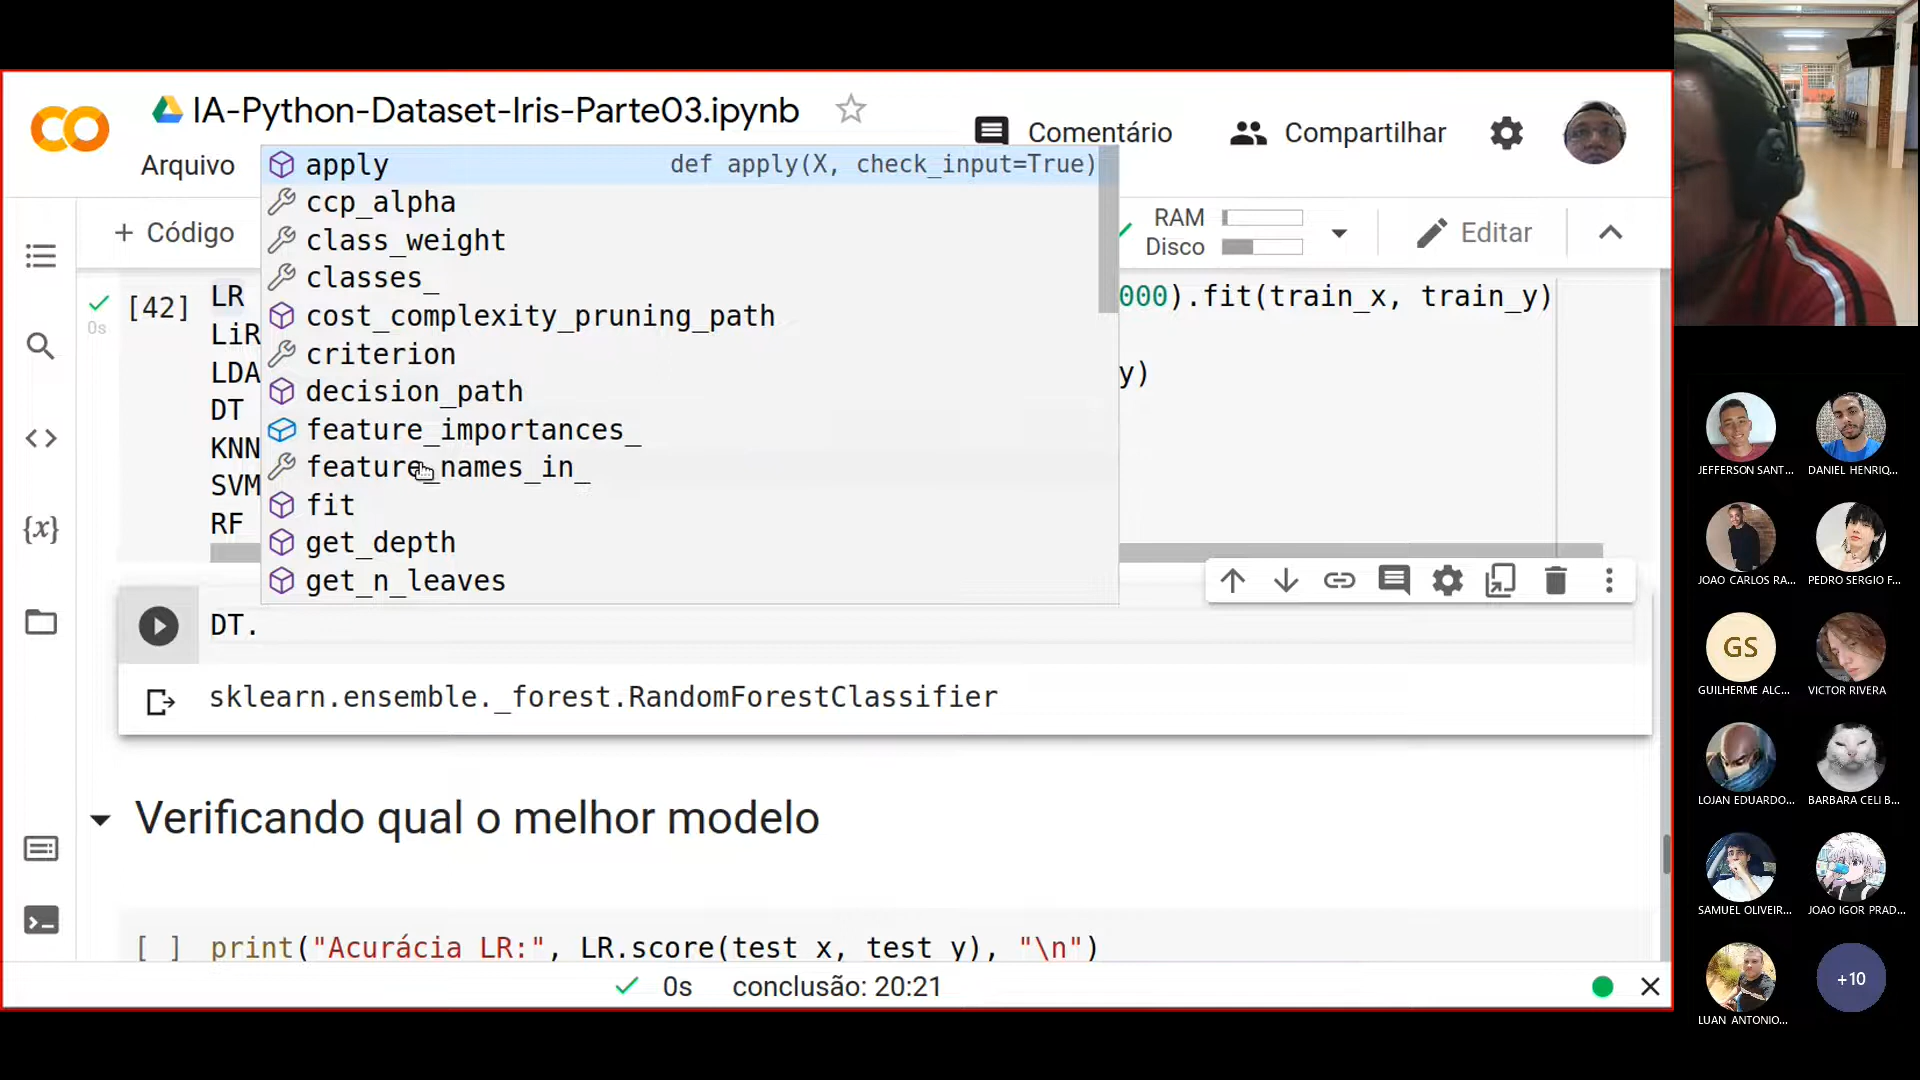 IA-Python-Dataset-Iris-Parte03.ipynb
Comentário
Compartilhar
Arquivo
+ Código
RAM
Disco
Editar
apply def apply(X, check_input=True)
ccp_alpha
class_weight
classes_
cost_complexity_pruning_path
criterion
decision_path
feature_importances_
feature_names_in_
fit
get_depth
get_n_leaves
[42]
0s
LR 000).fit(train_x, train_y)
LiR
LDA y)
DT
KNN
SVM
RF
DT.
sklearn.ensemble._forest.RandomForestClassifier
Verificando qual o melhor modelo
[ ] print("Acurácia LR:", LR.score(test_x, test_y), "\n")
0s conclusão: 20:21
JEFFERSON SANT...
DANIEL HENRIQ...
JOAO CARLOS RA...
PEDRO SERGIO F...
GS
GUILHERME ALC...
VICTOR RIVERA
LOJAN EDUARDO...
BARBARA CELI B...
SAMUEL OLIVEIR...
JOAO IGOR PRAD...
LUAN ANTONIO...
+10